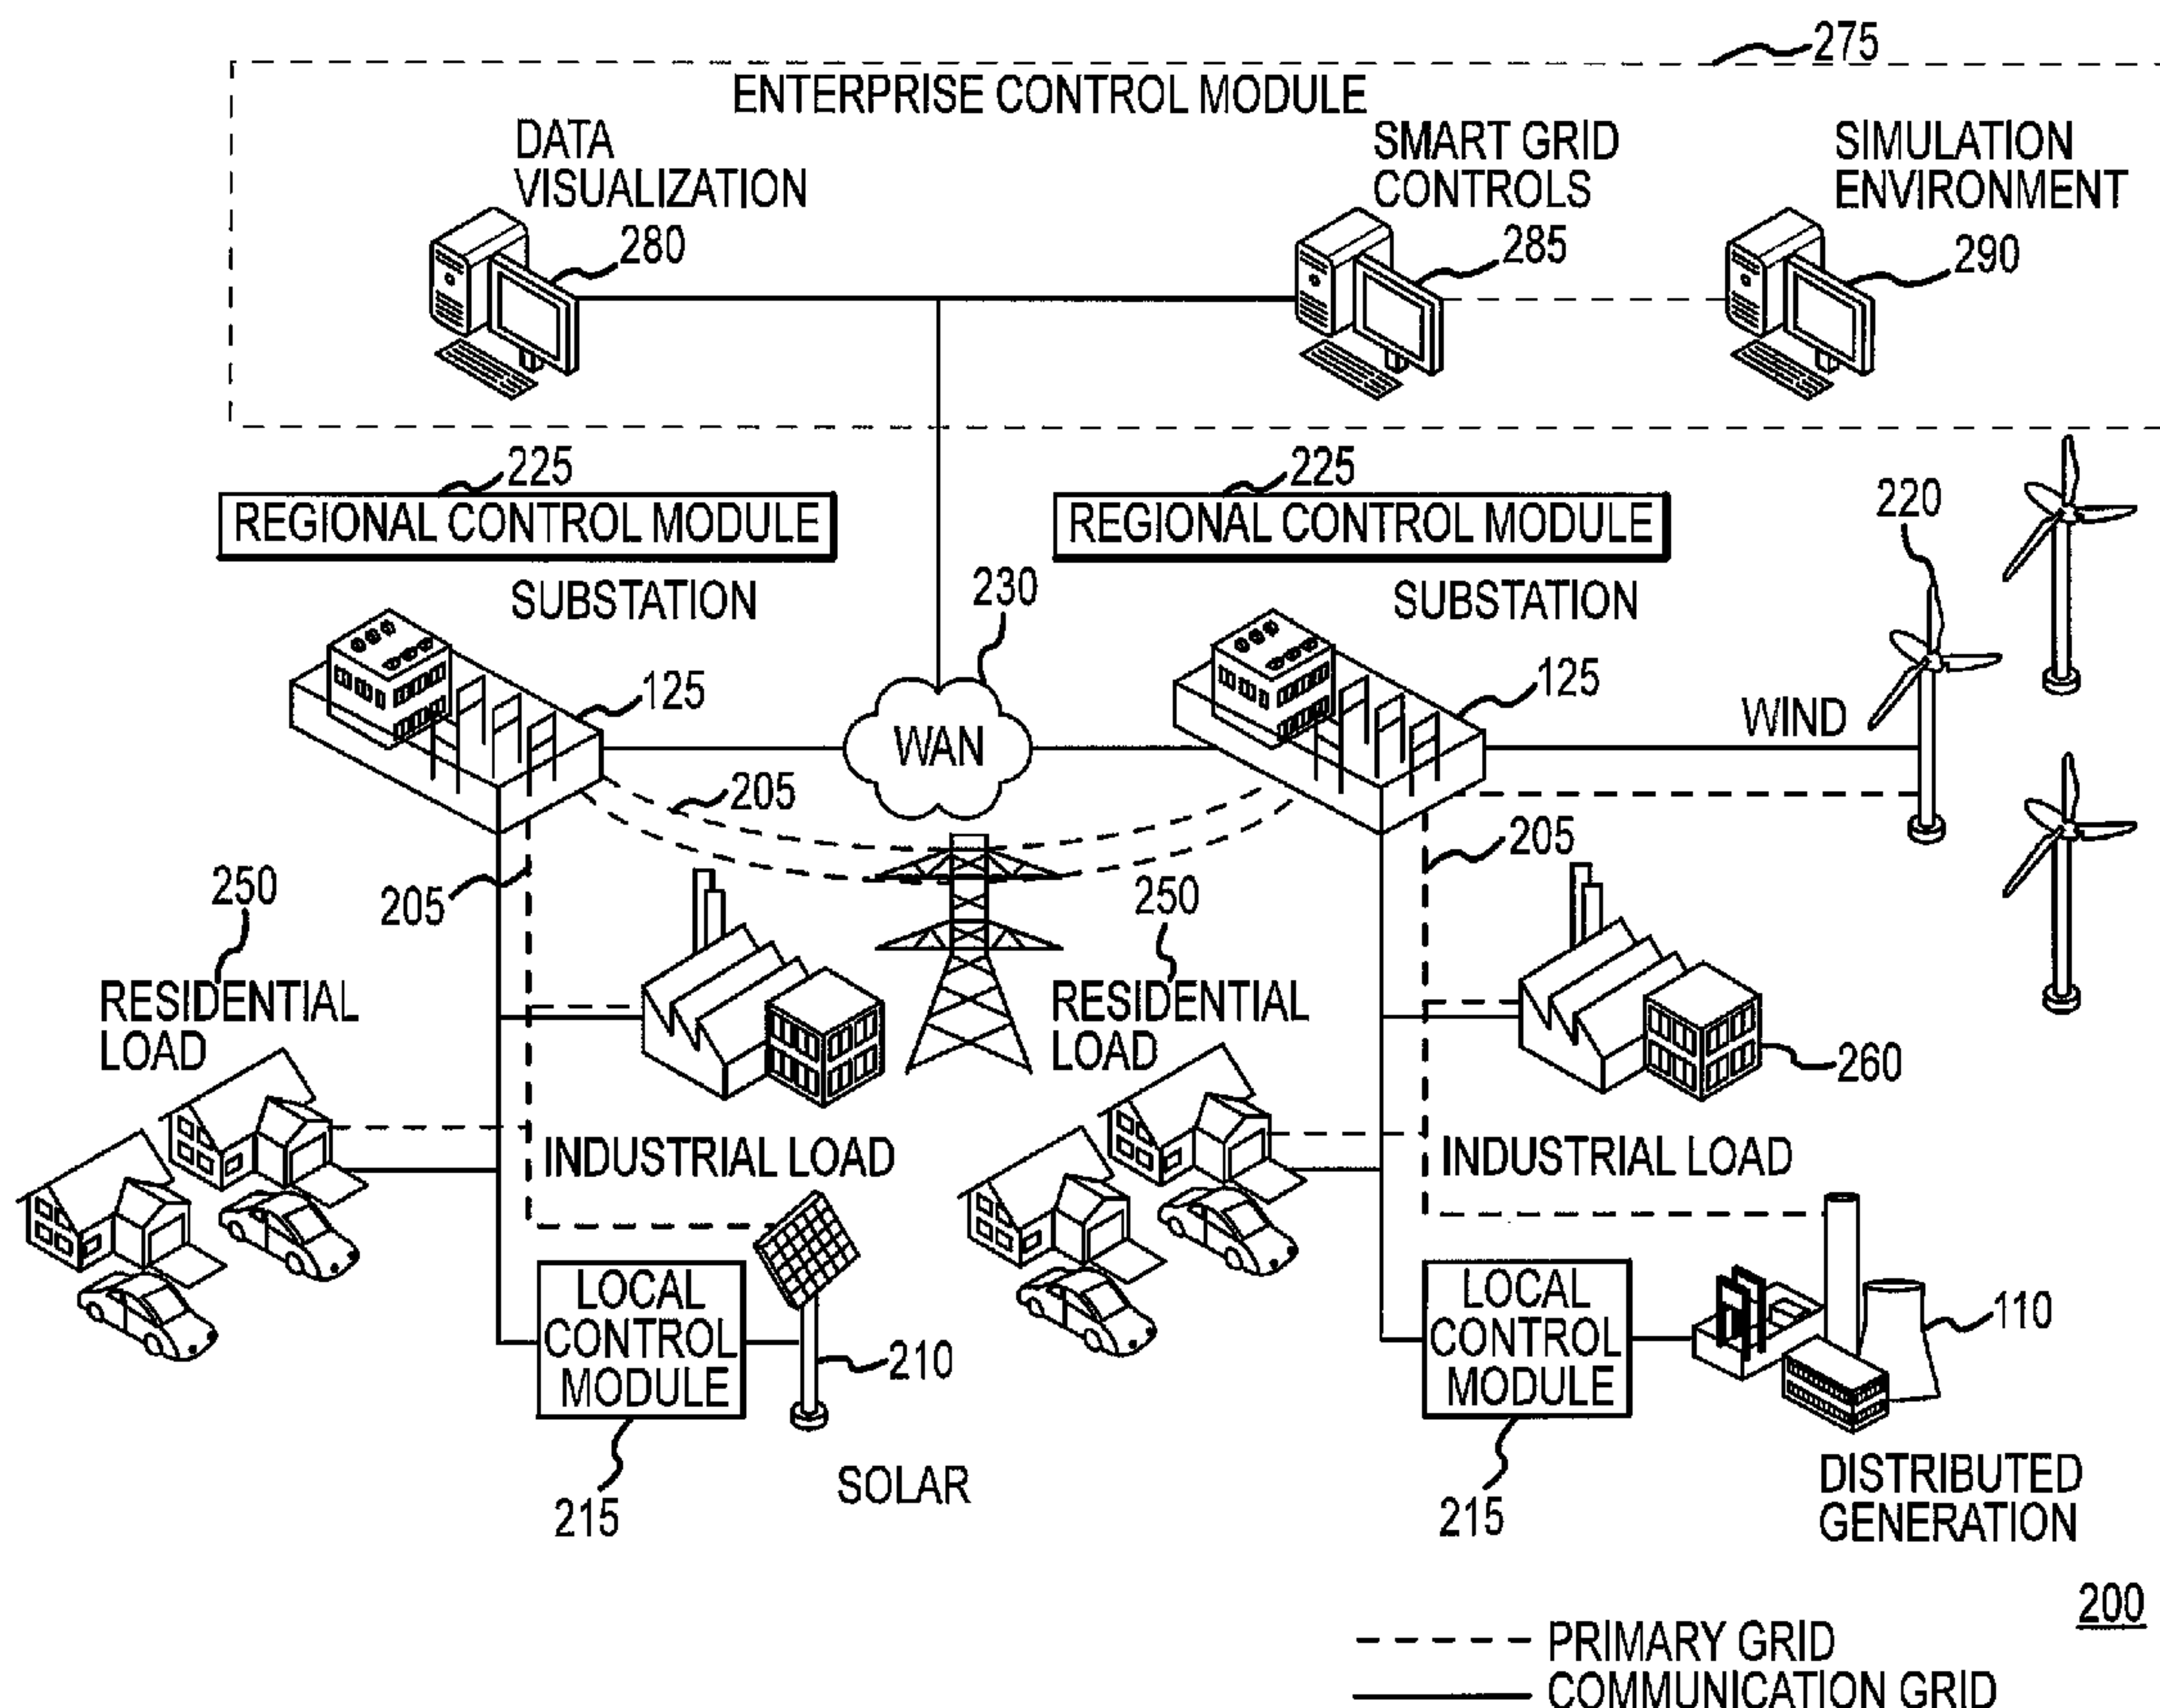 275
ENTERPRISE CONTROL MODULE
DATA
VISUALIZATION
280
SMART GRID
CONTROLS
285
SIMULATION
ENVIRONMENT
290
225
REGIONAL CONTROL MODULE
SUBSTATION
125
225
REGIONAL CONTROL MODULE
SUBSTATION
125
230
WAN
220
WIND
205
205
205
250
RESIDENTIAL
LOAD
250
RESIDENTIAL
LOAD
260
INDUSTRIAL LOAD
INDUSTRIAL LOAD
LOCAL
CONTROL
MODULE
215
210
SOLAR
LOCAL
CONTROL
MODULE
215
110
DISTRIBUTED
GENERATION
200
PRIMARY GRID
COMMUNICATION GRID